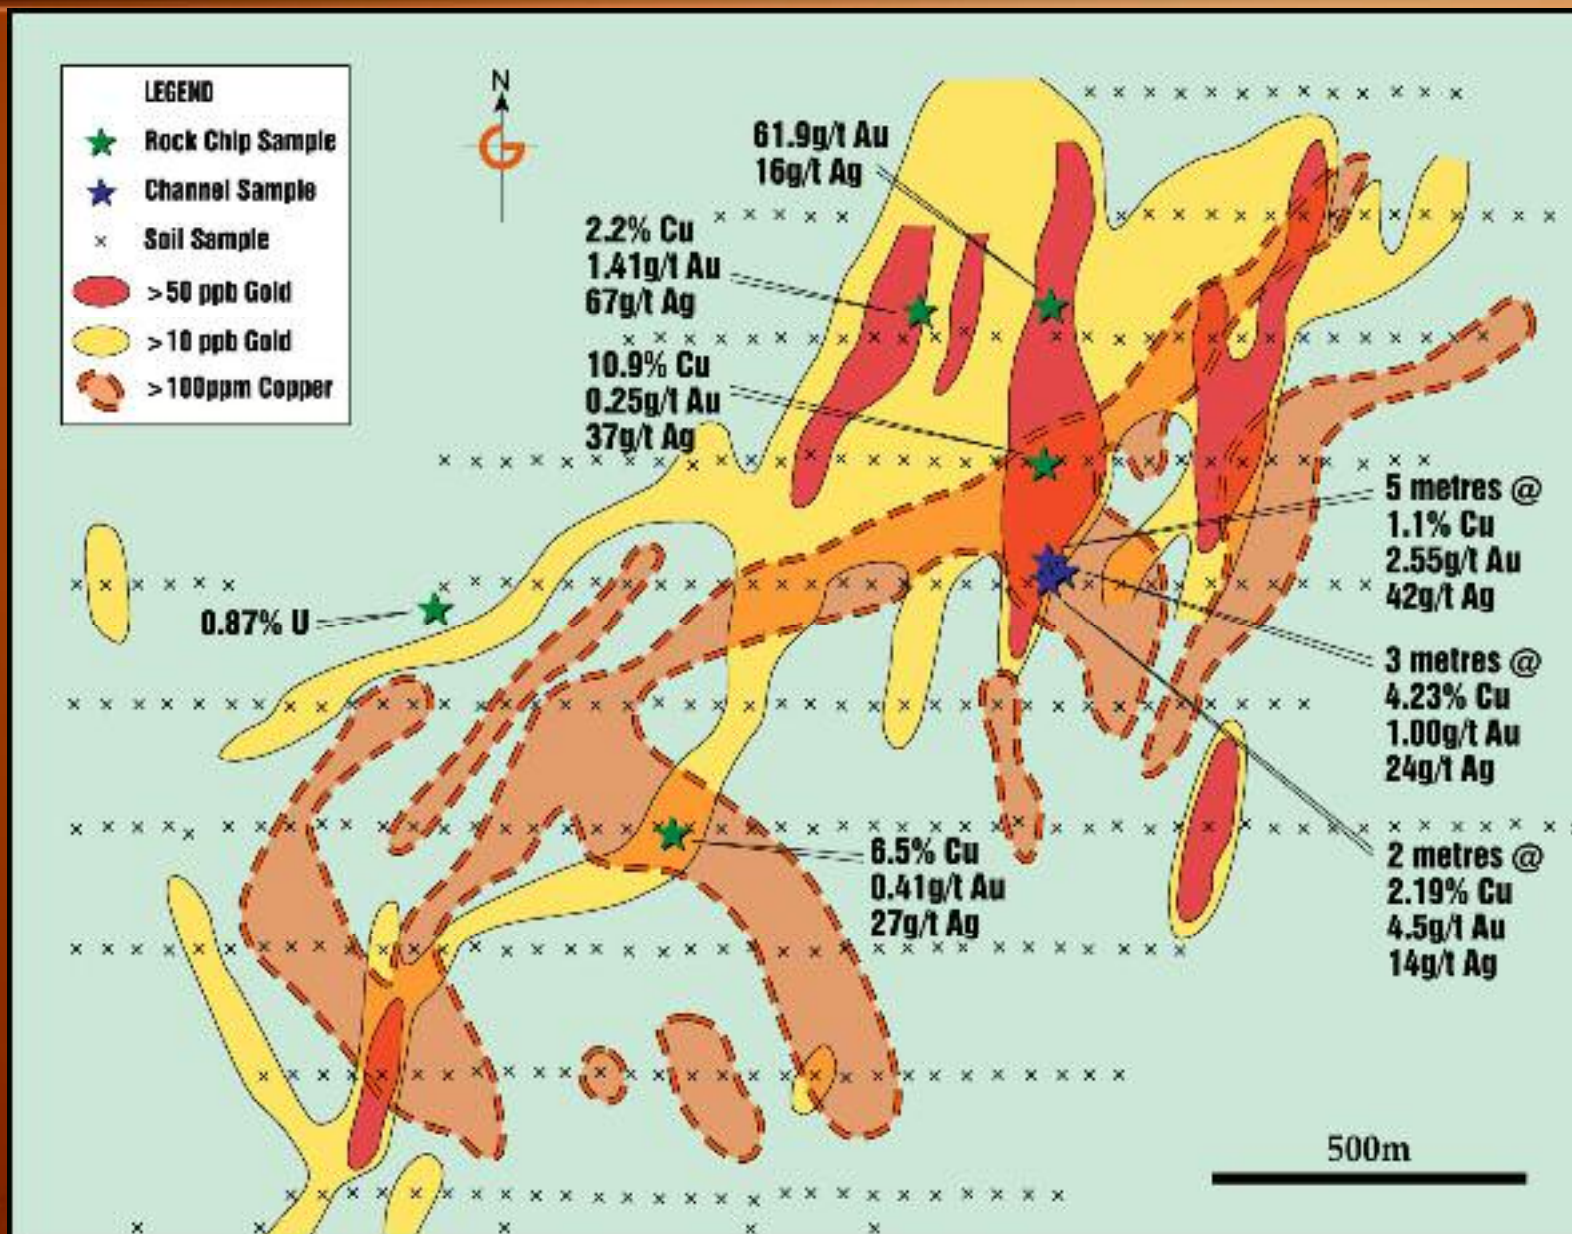 LEGEND
Rock Chip Sample
Channel Sample
Soil Sample
>50 ppb Gold
>10 ppb Gold
>100ppm Copper
N
61.9g/t Au
16g/t Ag
2.2% Cu
1.41g/t Au
67g/t Ag
10.9% Cu
0.25g/t Au
37g/t Ag
0.87% U
5 metres @
1.1% Cu
2.55g/t Au
42g/t Ag
3 metres @
4.23% Cu
1.00g/t Au
24g/t Ag
2 metres @
2.19% Cu
4.5g/t Au
14g/t Ag
6.5% Cu
0.41g/t Au
27g/t Ag
500m